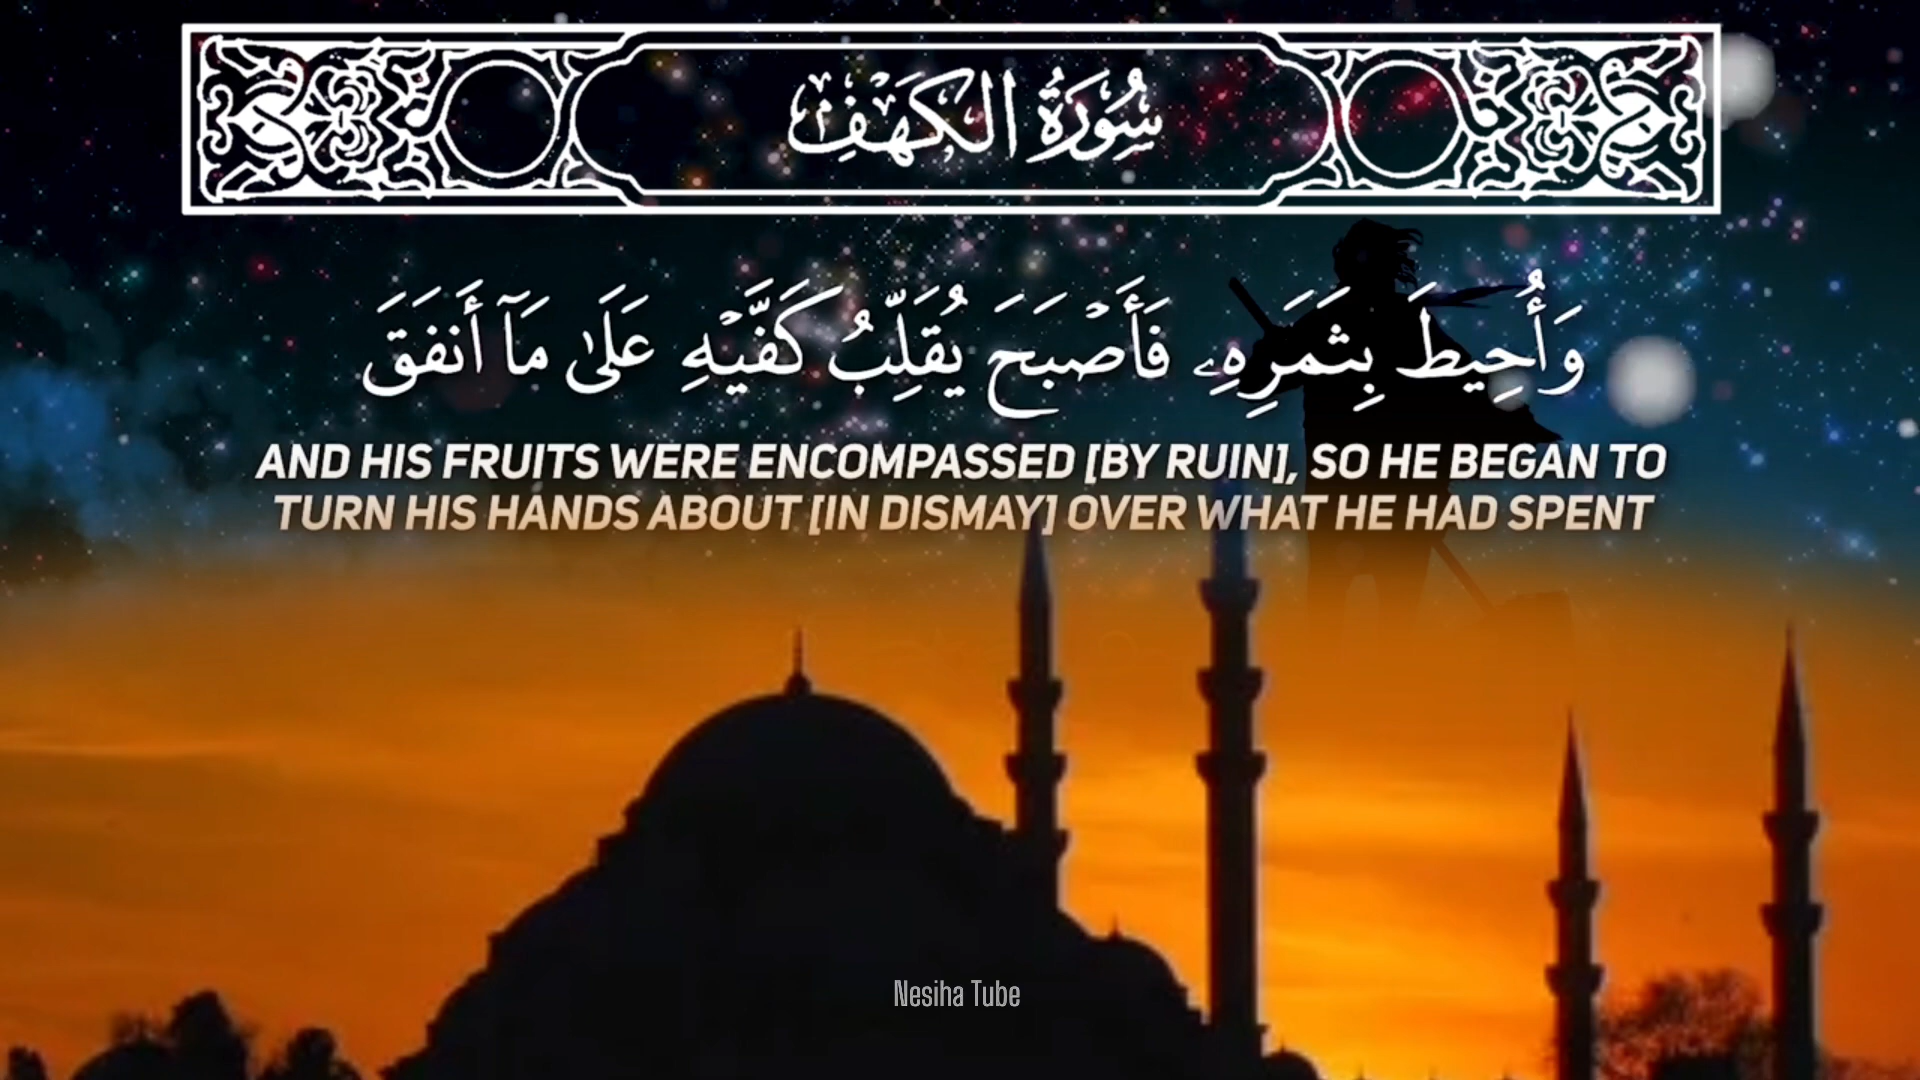 سُورَةُ الكَهْفِ
وَأُحِيطَ بِثَمَرِهِۦ فَأَصْبَحَ يُقَلِّبُ كَفَّيْهِ عَلَىٰ مَآ أَنفَقَ
AND HIS FRUITS WERE ENCOMPASSED [BY RUIN], SO HE BEGAN TO
TURN HIS HANDS ABOUT [IN DISMAY] OVER WHAT HE HAD SPENT
Nesiha Tube